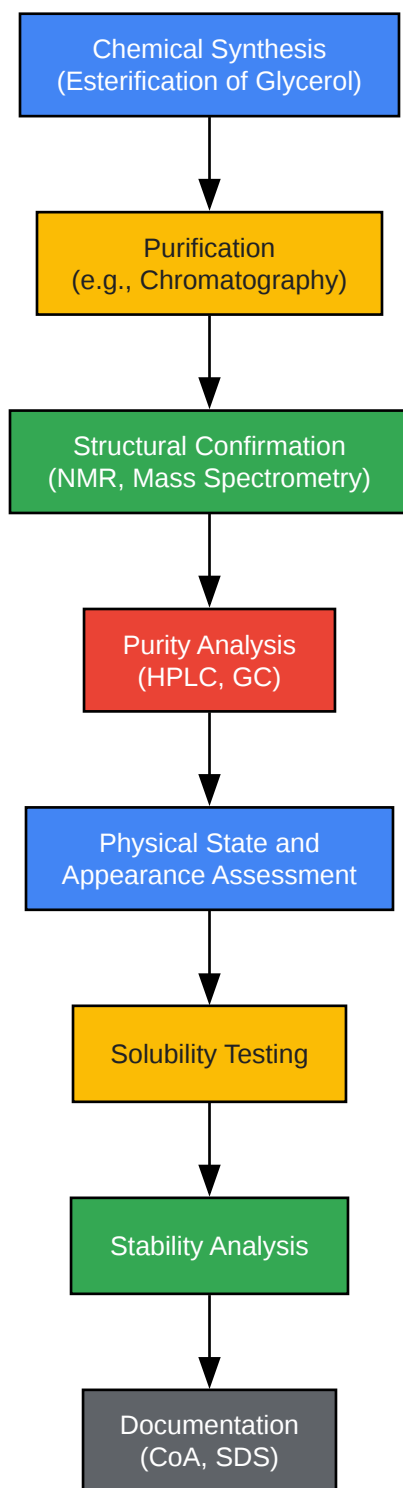 Chemical Synthesis
(Esterification of Glycerol)
Purification
(e.g., Chromatography)
Structural Confirmation
(NMR, Mass Spectrometry)
Purity Analysis
(HPLC, GC)
Physical State and
Appearance Assessment
Solubility Testing
Stability Analysis
Documentation
(CoA, SDS)